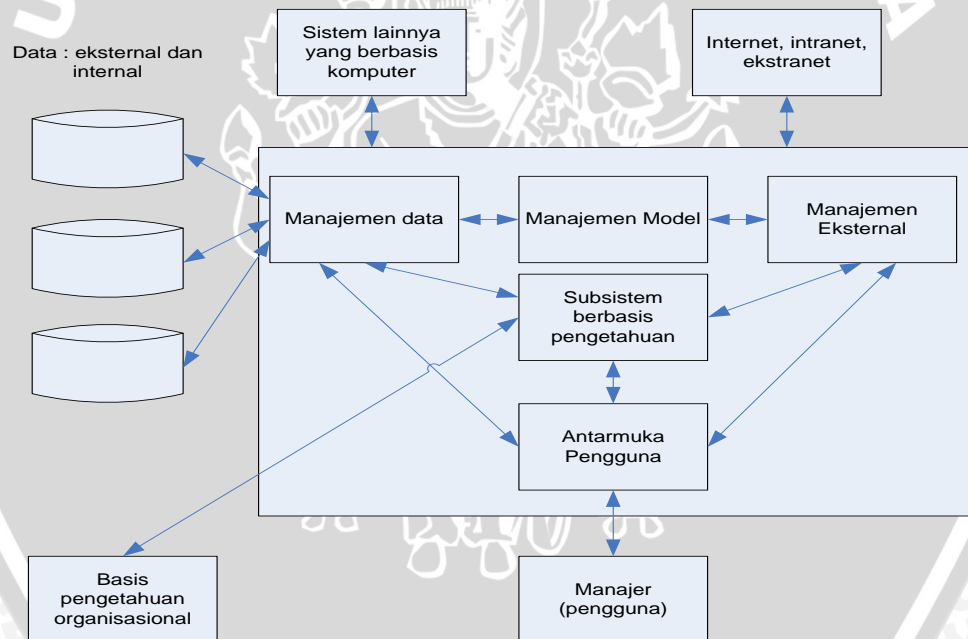 Data : eksternal dan
internal
Sistem lainnya
yang berbasis
komputer
Internet, intranet,
ekstranet
Manajemen data
Manajemen Model
Manajemen
Eksternal
Subsistem
berbasis
pengetahuan
Antarmuka
Pengguna
Basis
pengetahuan
organisasional
Manajer
(pengguna)